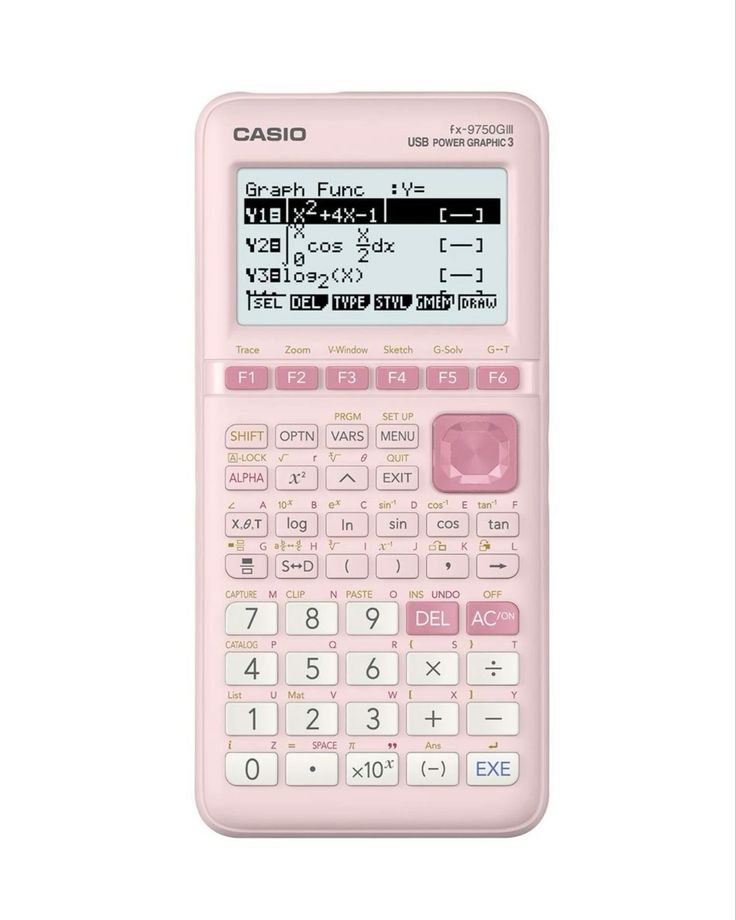 CASIO
fx-9750GIII
USB POWER GRAPHIC 3
Graph Func :Y=
Y1=X²+4X-1 [—]
Y2=∫₀ˣcos X/2 dx [—]
Y3=log₂(X) [—]
SEL DEL TYPE STYL GMEM DRAW
Trace Zoom V-Window Sketch G-Solv G↔T
F1 F2 F3 F4 F5 F6
PRGM SET UP
SHIFT OPTN VARS MENU
A-LOCK √ r ˣ√ θ QUIT
ALPHA x² ^ EXIT
∠ A 10ˣ B eˣ C sin⁻¹ D cos⁻¹ E tan⁻¹ F
X,θ,T log ln sin cos tan
G a b/c↔d/c H ³√ I x⁻¹ J K L
S↔D ( ) , →
CAPTURE M CLIP N PASTE O INS UNDO OFF
7 8 9 DEL AC/ON
CATALOG P Q R { S } T
4 5 6 × ÷
List U Mat V W [ X ] Y
1 2 3 + −
i Z = SPACE π ” Ans ↵
0 • ×10ˣ (−) EXE